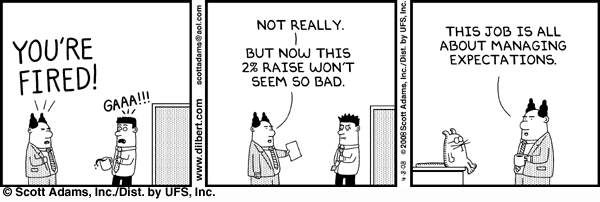 YOU'RE
FIRED!
GAAA!!!
scottadams@aol.com
www.dilbert.com
NOT REALLY.
BUT NOW THIS
2% RAISE WON'T
SEEM SO BAD.
4-8-08 © 2008 Scott Adams, Inc./Dist. by UFS, Inc.
THIS JOB IS ALL
ABOUT MANAGING
EXPECTATIONS.
© Scott Adams, Inc./Dist. by UFS, Inc.